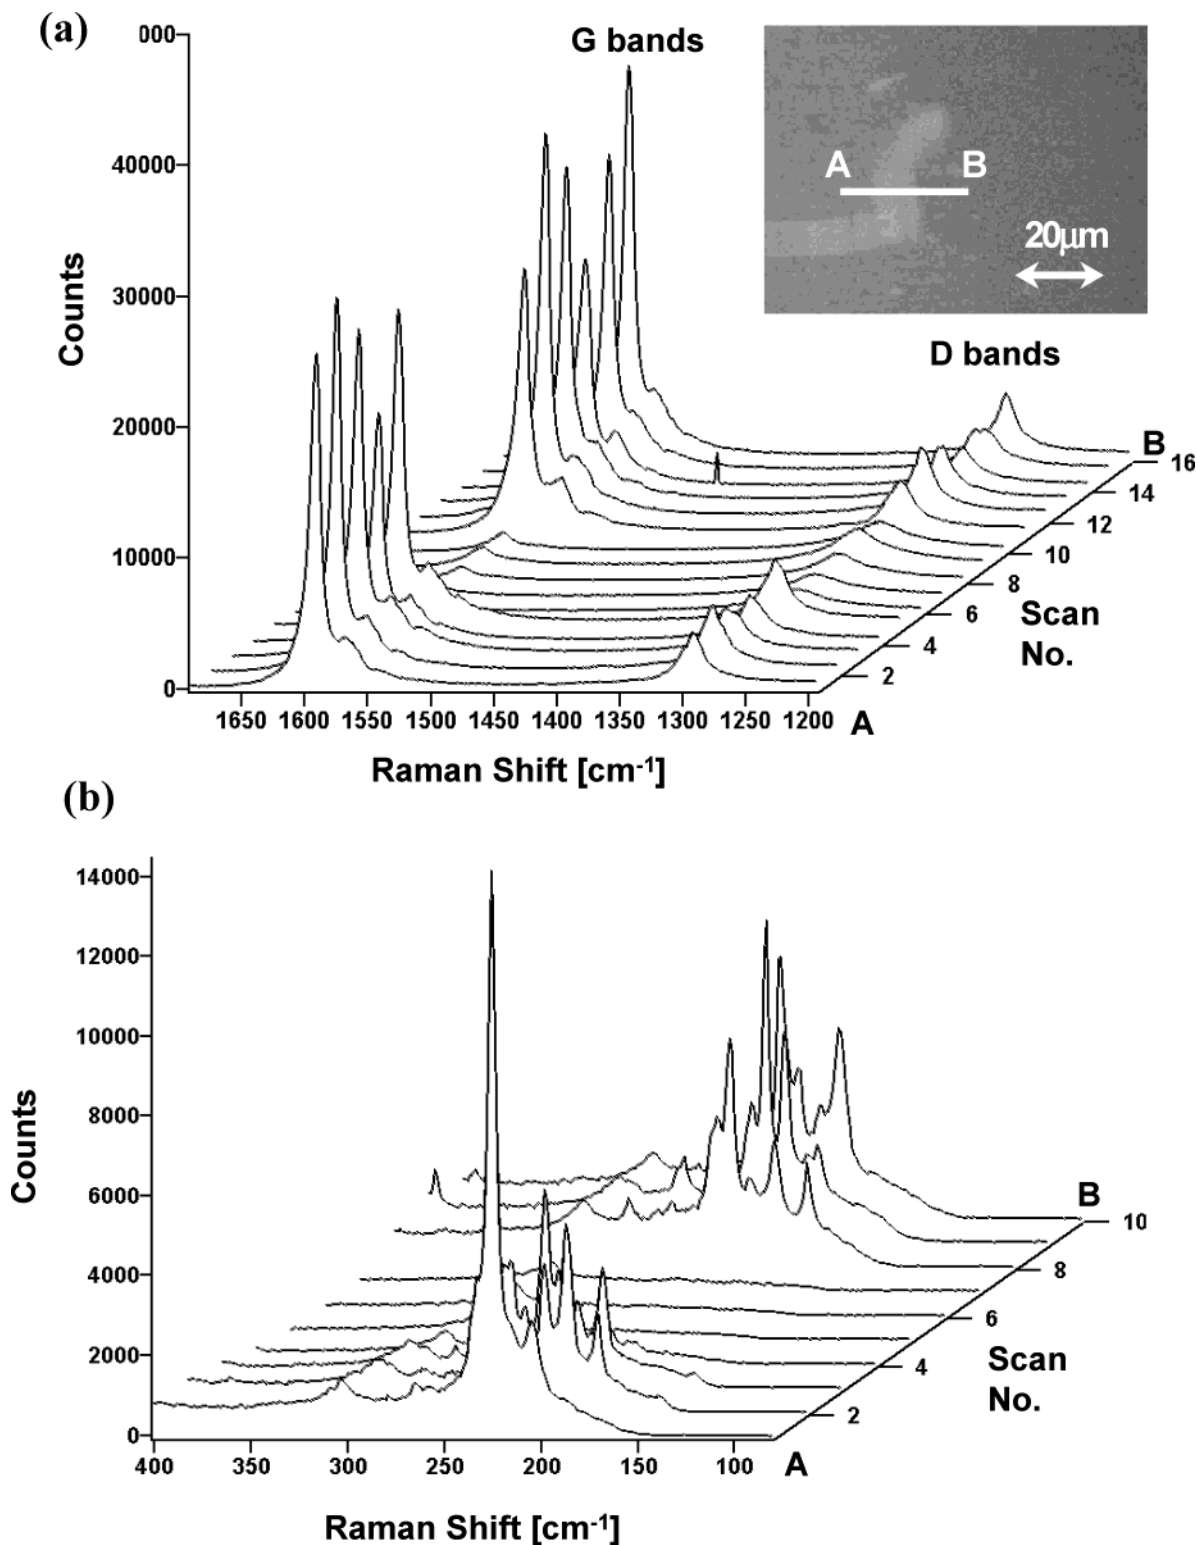 (a)
000
G bands
A
B
20µm
40000
Counts
30000
D bands
20000
B
16
14
12
10000
10
8
6
Scan
4
No.
0
2
1650 1600 1550 1500 1450 1400 1350 1300 1250 1200
A
Raman Shift [cm-1]
(b)
14000
12000
10000
Counts
8000
6000
B
10
8
4000
6
2000
4
Scan
No.
2
0
A
400 350 300 250 200 150 100
Raman Shift [cm-1]